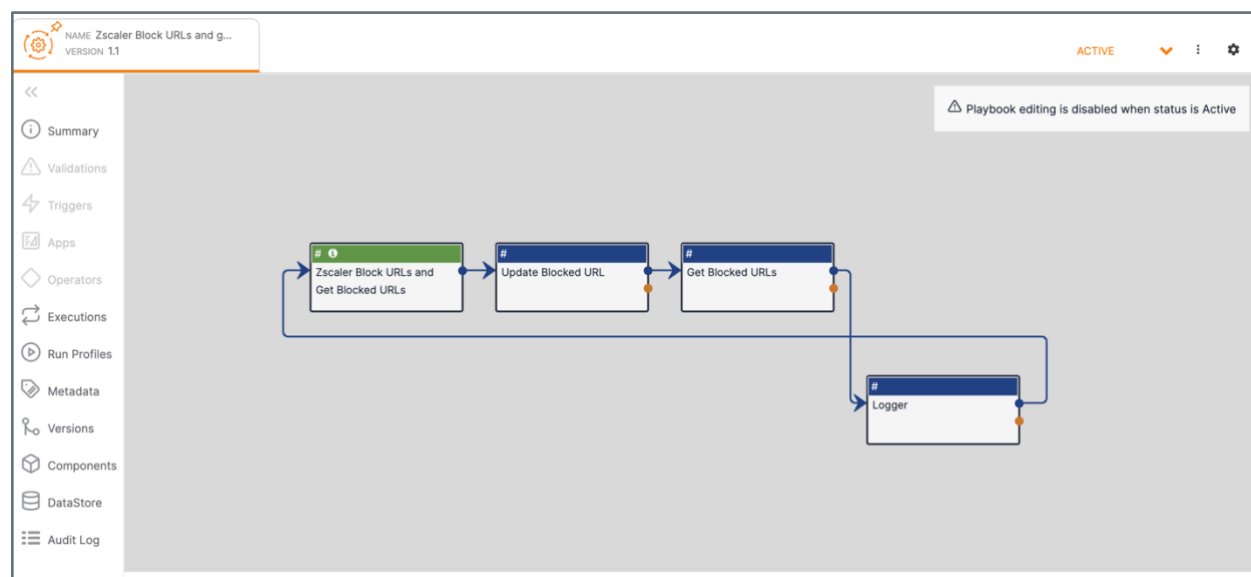 NAME Zscaler Block URLs and g...
VERSION 1.1
ACTIVE
Playbook editing is disabled when status is Active
Summary
Validations
Triggers
Apps
Operators
Executions
Run Profiles
Metadata
Versions
Components
DataStore
Audit Log
#
Zscaler Block URLs and
Get Blocked URLs
#
Update Blocked URL
#
Get Blocked URLs
#
Logger